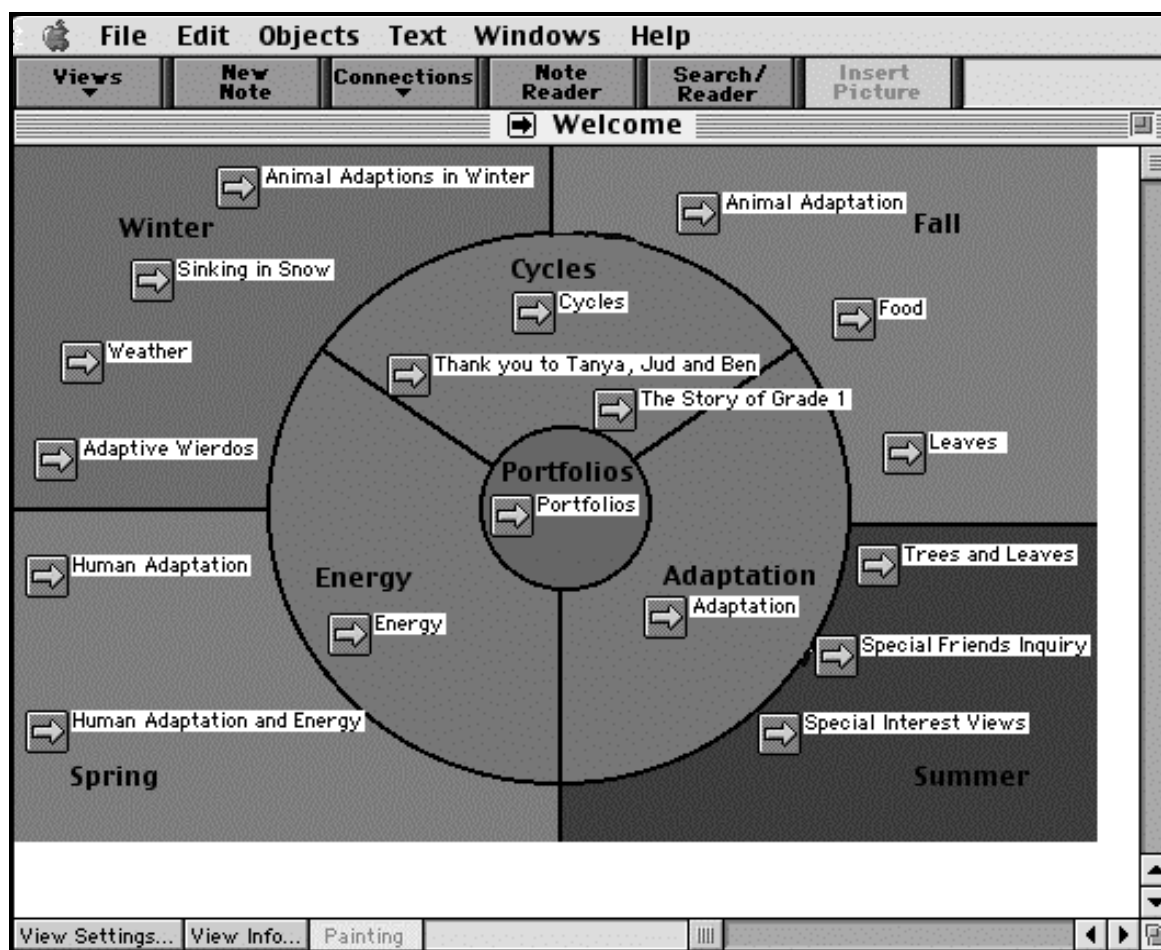 File Edit Objects Text Windows Help
Views
New Note
Connections
Note Reader
Search/ Reader
Insert Picture
Welcome
Animal Adaptions in Winter
Winter
Sinking in Snow
Weather
Adaptive Wierdos
Animal Adaptation
Fall
Food
Leaves
Cycles
Cycles
Thank you to Tanya, Jud and Ben
The Story of Grade 1
Portfolios
Portfolios
Energy
Energy
Adaptation
Adaptation
Human Adaptation
Human Adaptation and Energy
Spring
Trees and Leaves
Special Friends Inquiry
Special Interest Views
Summer
View Settings... View Info... Painting